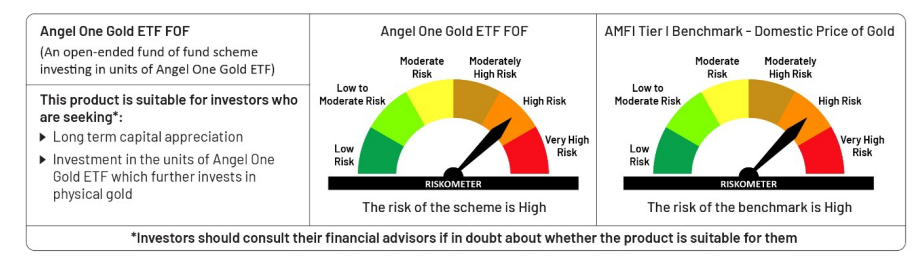 Angel One Gold ETF FOF
(An open-ended fund of fund scheme
investing in units of Angel One Gold ETF)
This product is suitable for investors who
are seeking*:
Long term capital appreciation
Investment in the units of Angel One
Gold ETF which further invests in
physical gold
Angel One Gold ETF FOF
Low
Risk
Low to
Moderate Risk
Moderate
Risk
Moderately
High Risk
High Risk
Very High
Risk
RISKOMETER
The risk of the scheme is High
AMFI Tier I Benchmark - Domestic Price of Gold
Low
Risk
Low to
Moderate Risk
Moderate
Risk
Moderately
High Risk
High Risk
Very High
Risk
RISKOMETER
The risk of the benchmark is High
*Investors should consult their financial advisors if in doubt about whether the product is suitable for them